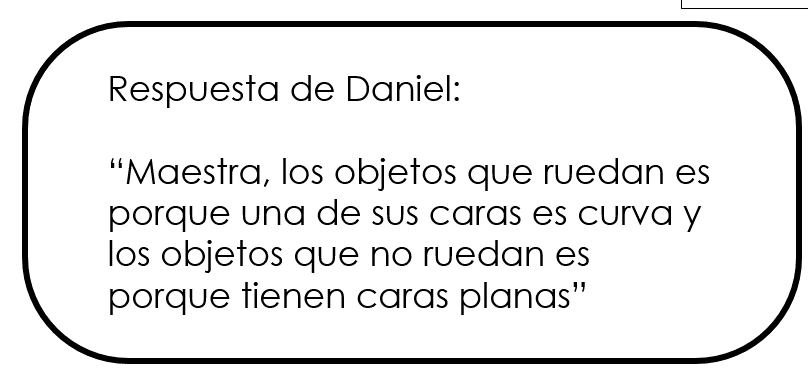 Respuesta de Daniel:
“Maestra, los objetos que ruedan es
porque una de sus caras es curva y
los objetos que no ruedan es
porque tienen caras planas”